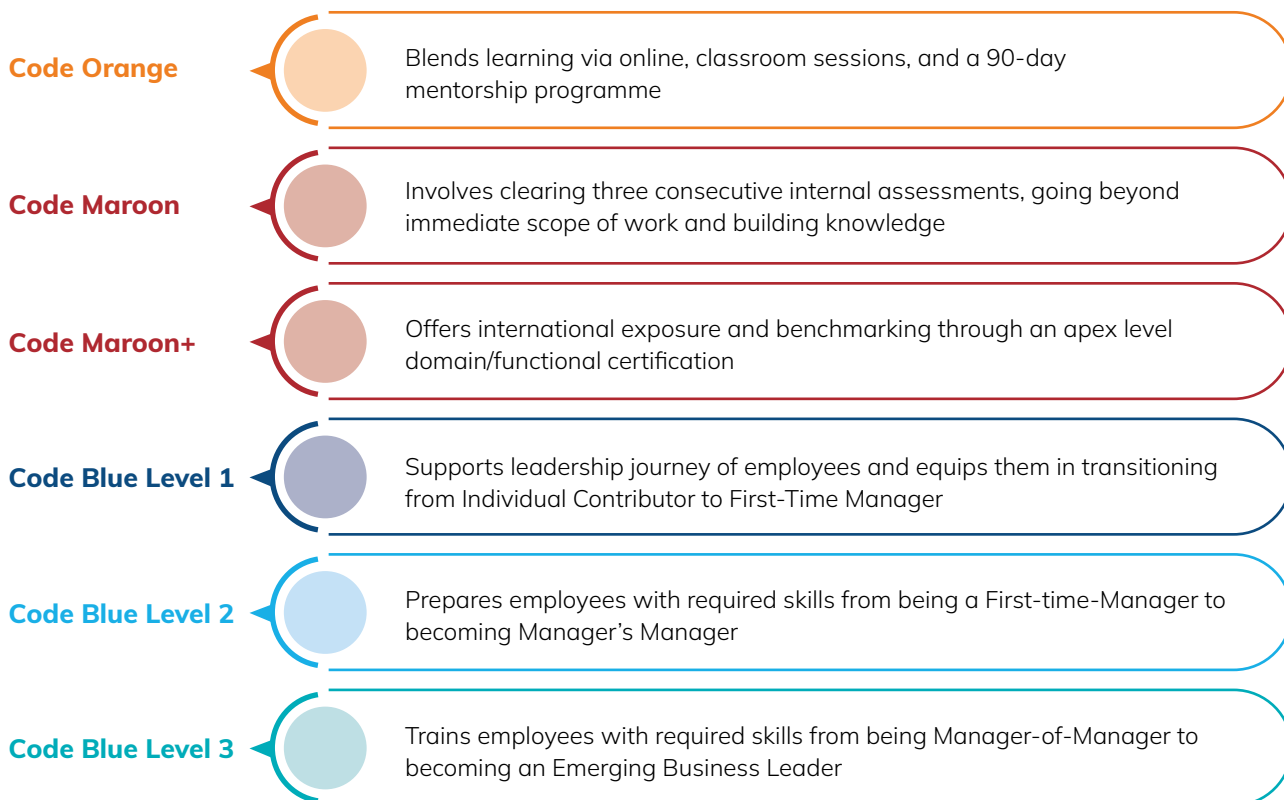 Code Orange
Blends learning via online, classroom sessions, and a 90-day
mentorship programme
Code Maroon
Involves clearing three consecutive internal assessments, going beyond
immediate scope of work and building knowledge
Code Maroon+
Offers international exposure and benchmarking through an apex level
domain/functional certification
Code Blue Level 1
Supports leadership journey of employees and equips them in transitioning
from Individual Contributor to First-Time Manager
Code Blue Level 2
Prepares employees with required skills from being a First-time-Manager to
becoming Manager’s Manager
Code Blue Level 3
Trains employees with required skills from being Manager-of-Manager to
becoming an Emerging Business Leader